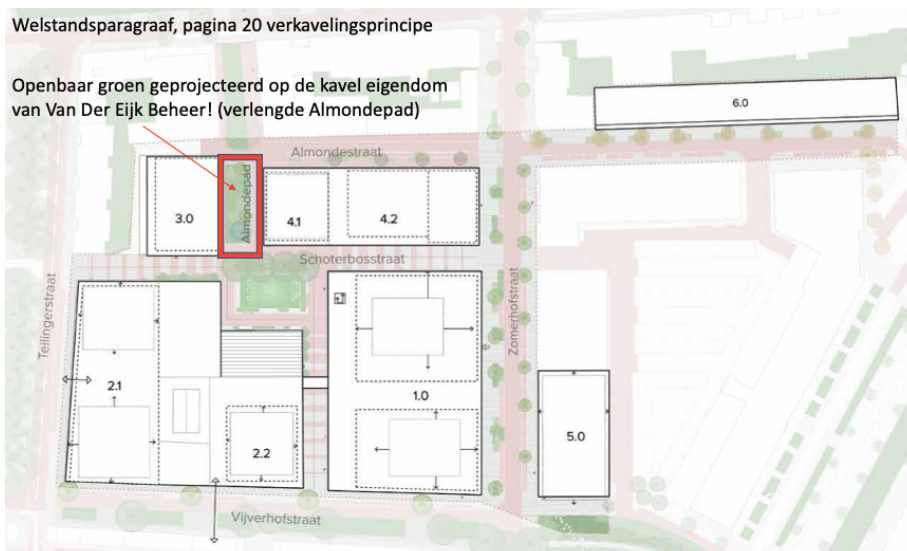 Welstandsparagraaf, pagina 20 verkavelingsprincipe
Openbaar groen geprojecteerd op de kavel eigendom
van Van Der Eijk Beheer! (verlengde Almondepad)
6.0
Almondestraat
Almondepad
3.0
4.1
4.2
Schoterbosstraat
Teilingerstraat
Zomerhofstraat
2.1
1.0
2.2
5.0
Vijverhofstraat